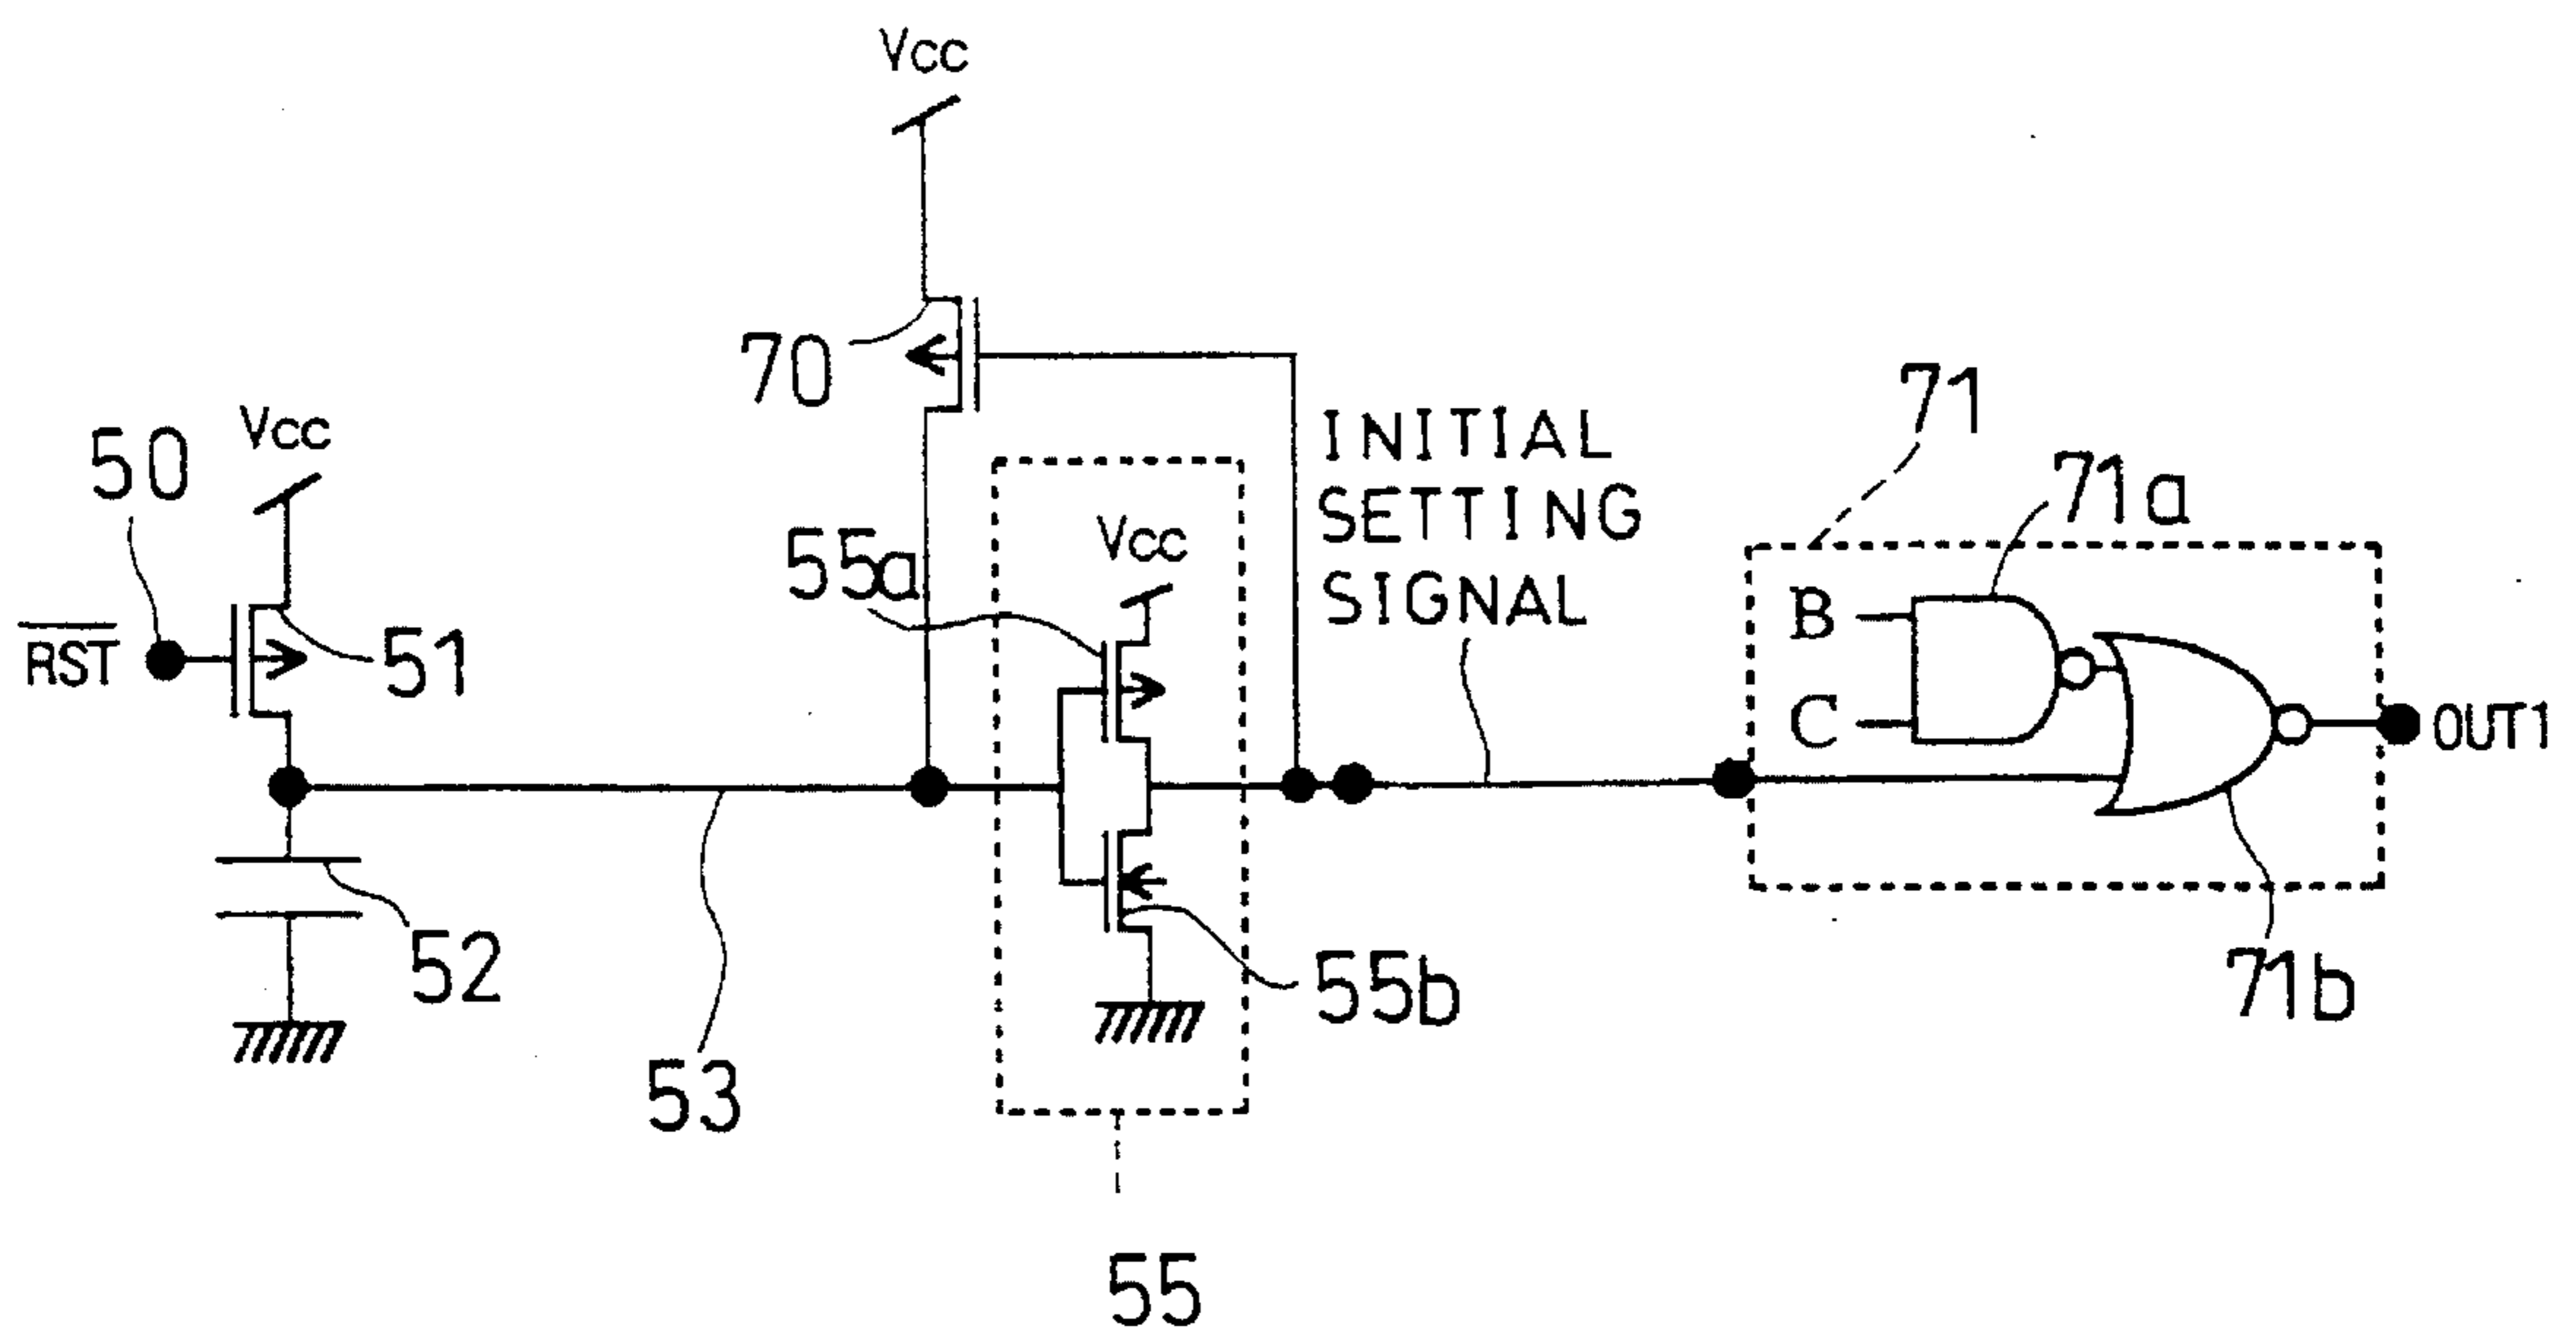 Vcc
70
Vcc
50
RST
51
52
53
55a
Vcc
INITIAL
SETTING
SIGNAL
55b
55
71
71a
B
C
OUT1
71b